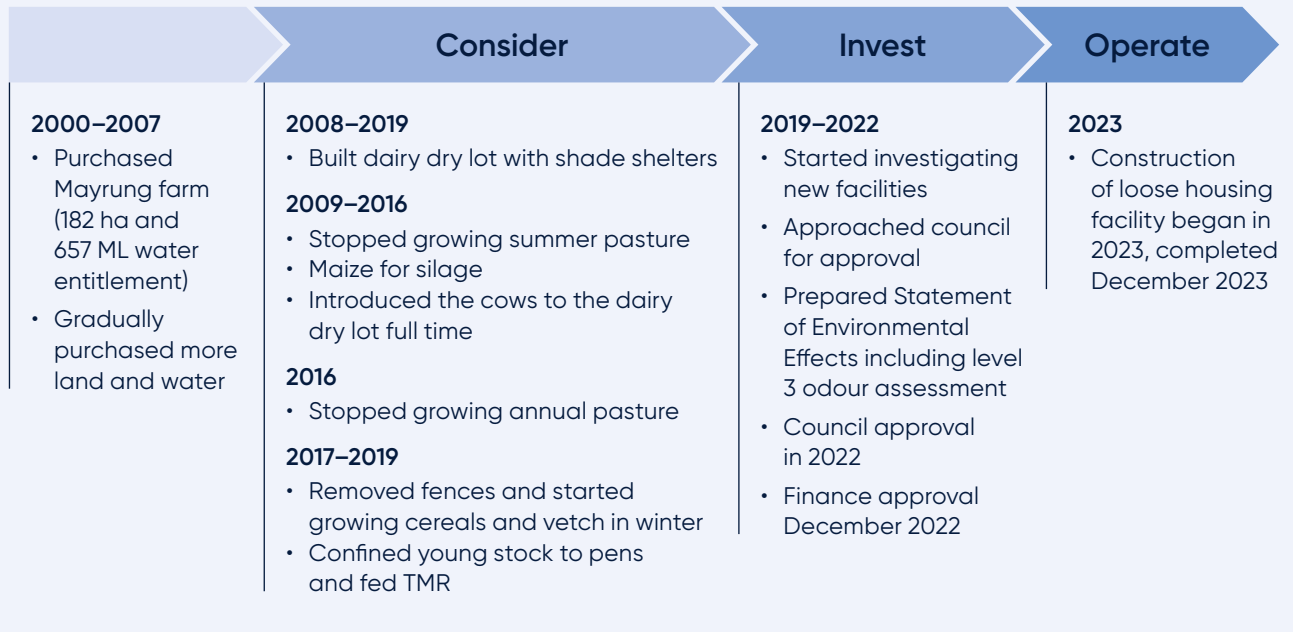 Consider
Invest
Operate
2000–2007
• Purchased
Mayrung farm
(182 ha and
657 ML water
entitlement)
• Gradually
purchased more
land and water
2008–2019
• Built dairy dry lot with shade shelters
2009–2016
• Stopped growing summer pasture
• Maize for silage
• Introduced the cows to the dairy
dry lot full time
2016
• Stopped growing annual pasture
2017–2019
• Removed fences and started
growing cereals and vetch in winter
• Confined young stock to pens
and fed TMR
2019–2022
• Started investigating
new facilities
• Approached council
for approval
• Prepared Statement
of Environmental
Effects including level
3 odour assessment
• Council approval
in 2022
• Finance approval
December 2022
2023
• Construction
of loose housing
facility began in
2023, completed
December 2023